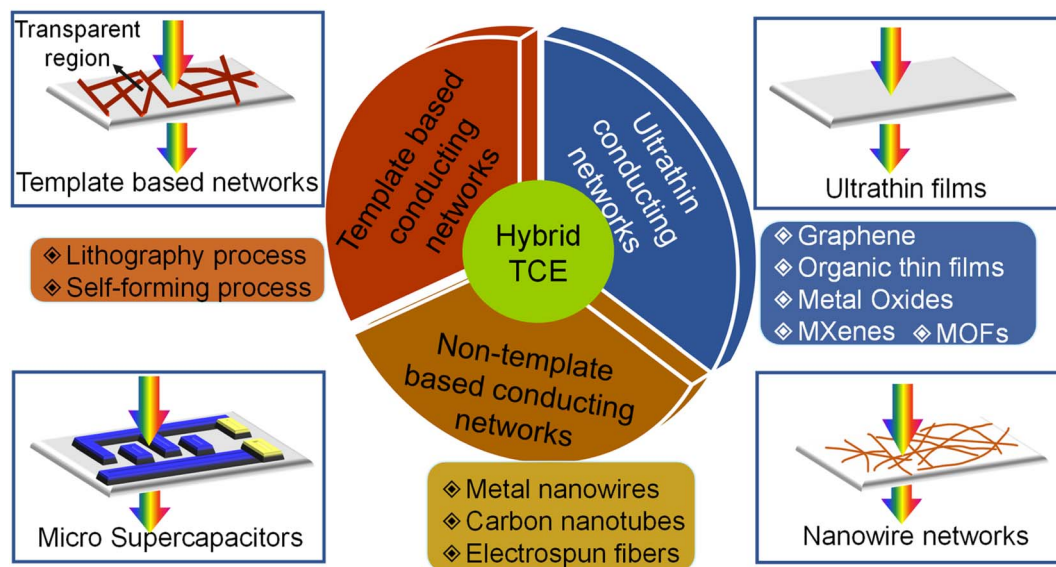 Transparent
region
Template based networks
Lithography process
Self-forming process
Micro Supercapacitors
Template based
conducting
networks
Ultrathin
conducting
networks
Hybrid
TCE
Non-template
based conducting
networks
Metal nanowires
Carbon nanotubes
Electrospun fibers
Ultrathin films
Graphene
Organic thin films
Metal Oxides
MXenes MOFs
Nanowire networks